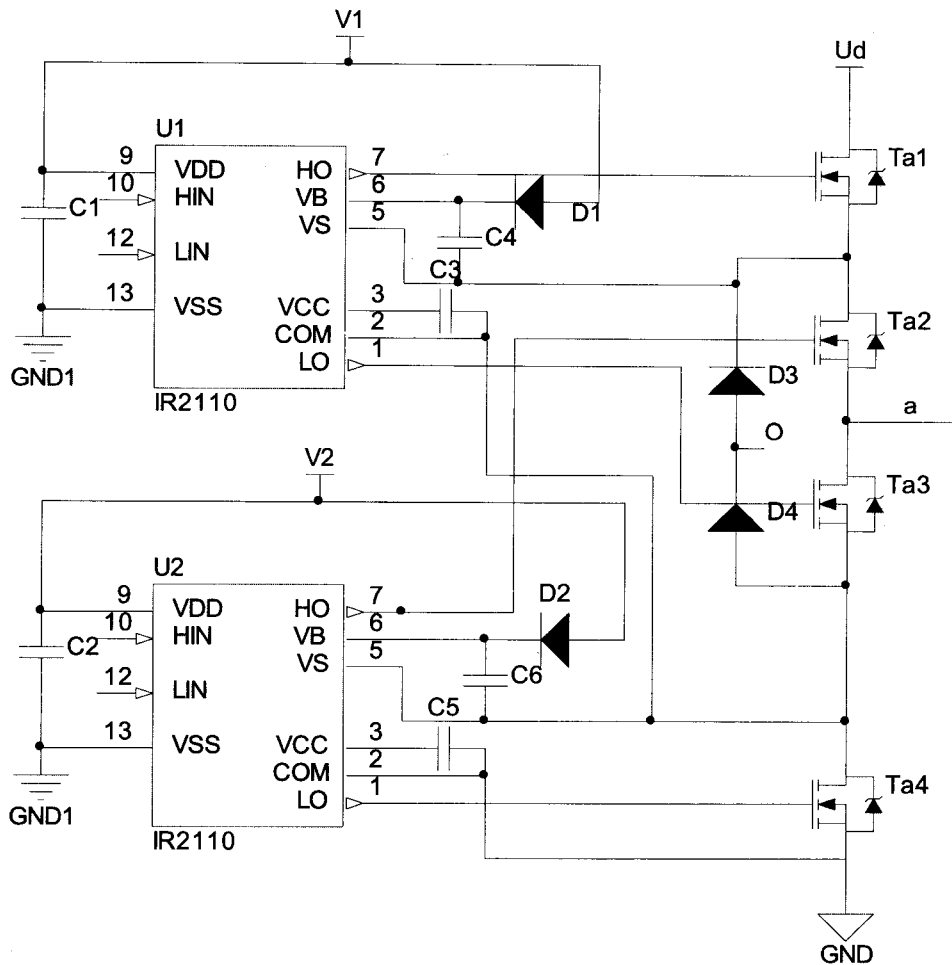 V1
Ud
U1
9 VDD HO 7
10 HIN VB 6
VS 5
C1
12 LIN
13 VSS VCC 3
COM 2
LO 1
GND1
IR2110
D1
C4
C3
Ta1
Ta2
D3
O
a
D4
Ta3
V2
U2
9 VDD HO 7
10 HIN VB 6
VS 5
C2
12 LIN
13 VSS VCC 3
COM 2
LO 1
GND1
IR2110
D2
C6
C5
Ta4
GND